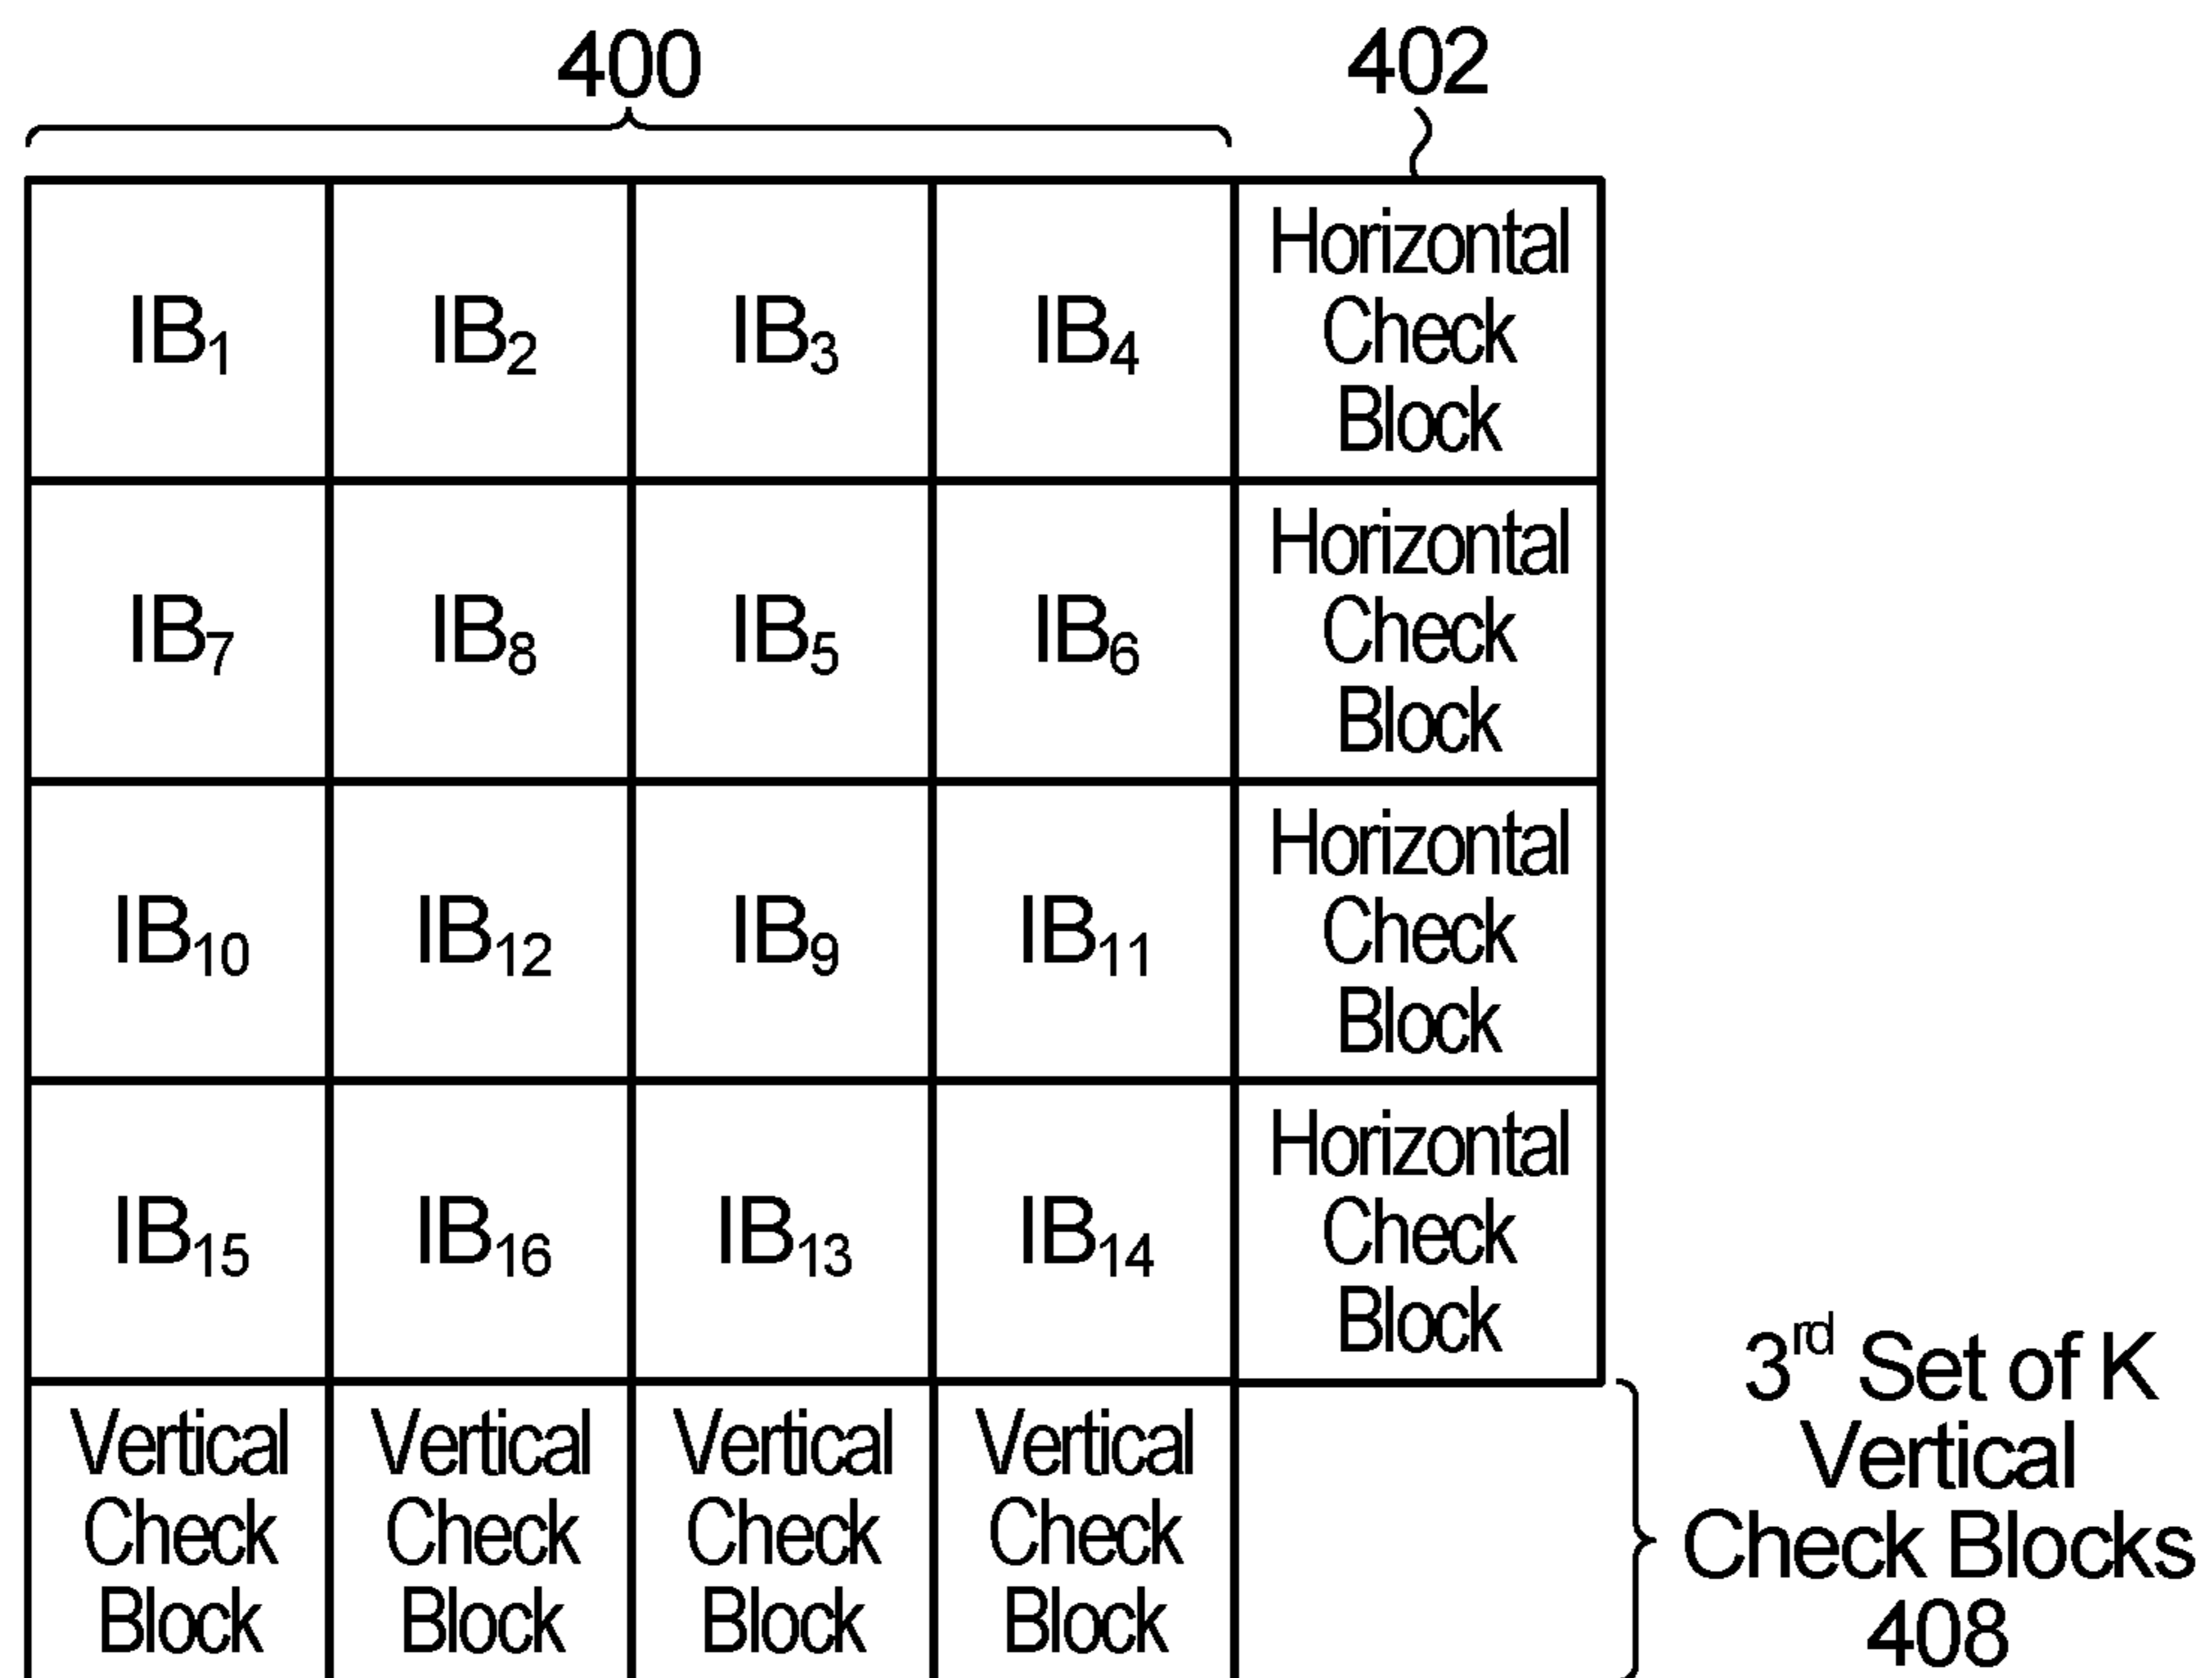 400 402
IB₁ IB₂ IB₃ IB₄ Horizontal
Check
Block
IB₇ IB₈ IB₅ IB₆ Horizontal
Check
Block
IB₁₀ IB₁₂ IB₉ IB₁₁ Horizontal
Check
Block
IB₁₅ IB₁₆ IB₁₃ IB₁₄ Horizontal
Check
Block
Vertical Vertical Vertical Vertical
Check Check Check Check
Block Block Block Block
3rd Set of K
Vertical
Check Blocks
408